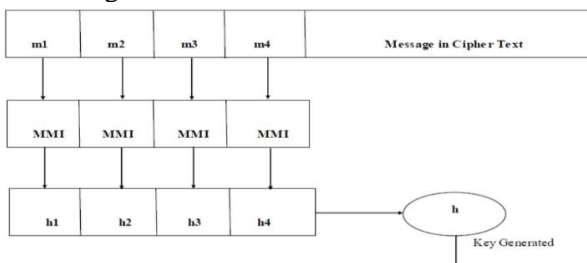 m1 m2 m3 m4 Message in Cipher Text
MMI MMI MMI MMI
h1 h2 h3 h4 h
Key Generated